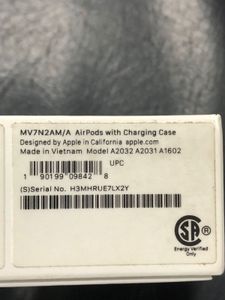 MV7N2AM/A AirPods with Charging Case
Designed by Apple in California apple.com
Made in Vietnam Model A2032 A2031 A1602
UPC
1 90199 09842 8
(S)Serial No. H3MHRUE7LX2Y
SA ®
Energy Verified
Only